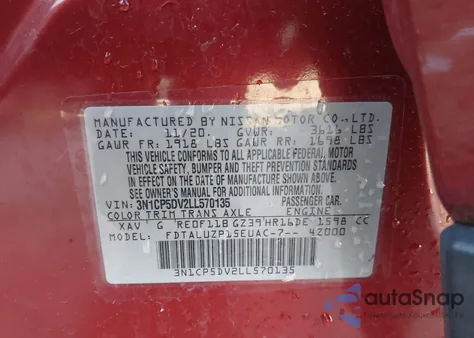 MANUFACTURED BY NISSAN MOTOR CO.,LTD.
DATE: 11/20. GVWR: 3616 LBS
GAWR FR: 1918 LBS GAWR RR: 1698 LBS
THIS VEHICLE CONFORMS TO ALL APPLICABLE FEDERAL MOTOR
VEHICLE SAFETY, BUMPER AND THEFT PREVENTION STANDARDS
IN EFFECT ON THE DATE OF MANUFACTURE SHOWN ABOVE.
SEE OWNER'S MANUAL FOR ADDITIONAL INFORMATION.
VIN: 3N1CP5DV2LL570135 PASSENGER CAR.
COLOR TRIM TRANS AXLE ENGINE
XAV G RE0F11B GZ39 HR16DE 1598 CC
MODEL: FDTALUZP15EUAC-7-- 42000
3N1CP5DV2LL570135
autoSnap